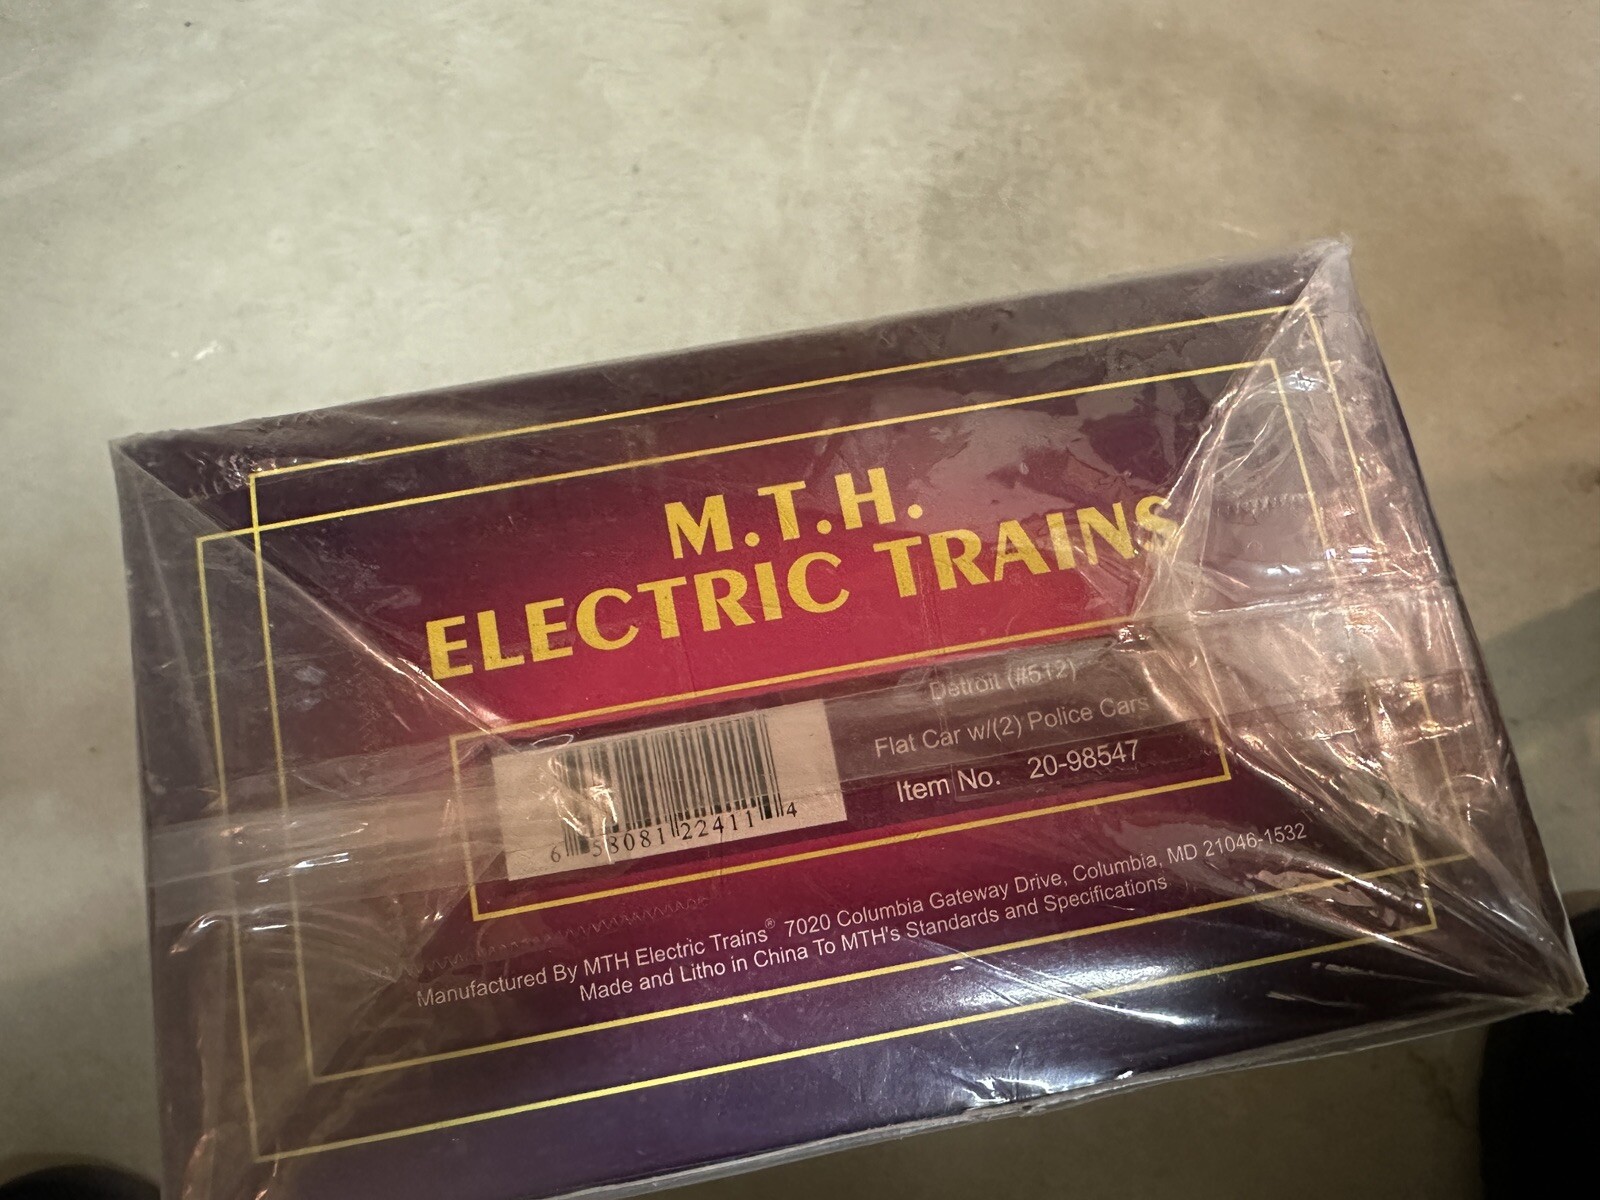 M.T.H.
ELECTRIC TRAINS
Detroit (#512)
Flat Car w/(2) Police Cars
Item No. 20-98547
6 58081 22411 4
Manufactured By MTH Electric Trains® 7020 Columbia Gateway Drive, Columbia, MD 21046-1532
Made and Litho in China To MTH's Standards and Specifications